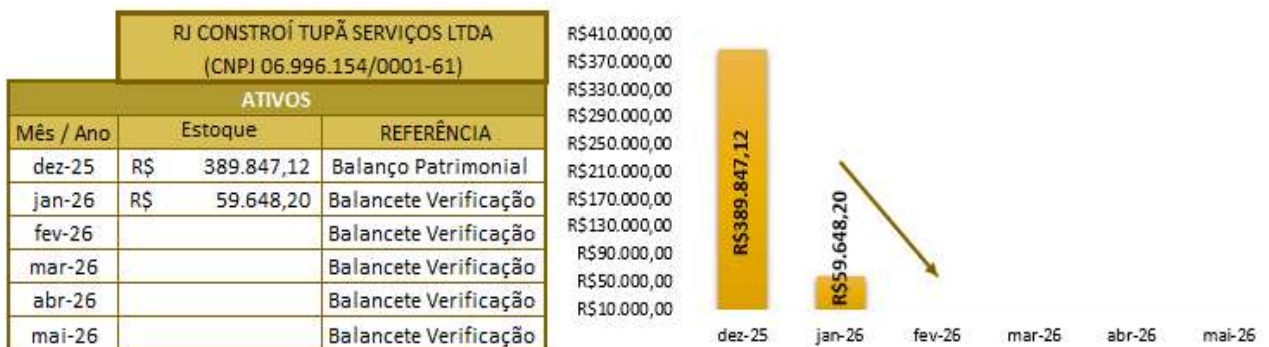 RJ CONSTROÍ TUPÃ SERVIÇOS LTDA
(CNPJ 06.996.154/0001-61)
ATIVOS
Mês / Ano Estoque REFERÊNCIA
dez-25 R$ 389.847,12 Balanço Patrimonial
jan-26 R$ 59.648,20 Balancete Verificação
fev-26 Balancete Verificação
mar-26 Balancete Verificação
abr-26 Balancete Verificação
mai-26 Balancete Verificação
R$410.000,00
R$370.000,00
R$330.000,00
R$290.000,00
R$250.000,00
R$210.000,00
R$170.000,00
R$130.000,00
R$90.000,00
R$50.000,00
R$10.000,00
R$389.847,12
R$59.648,20
dez-25 jan-26 fev-26 mar-26 abr-26 mai-26